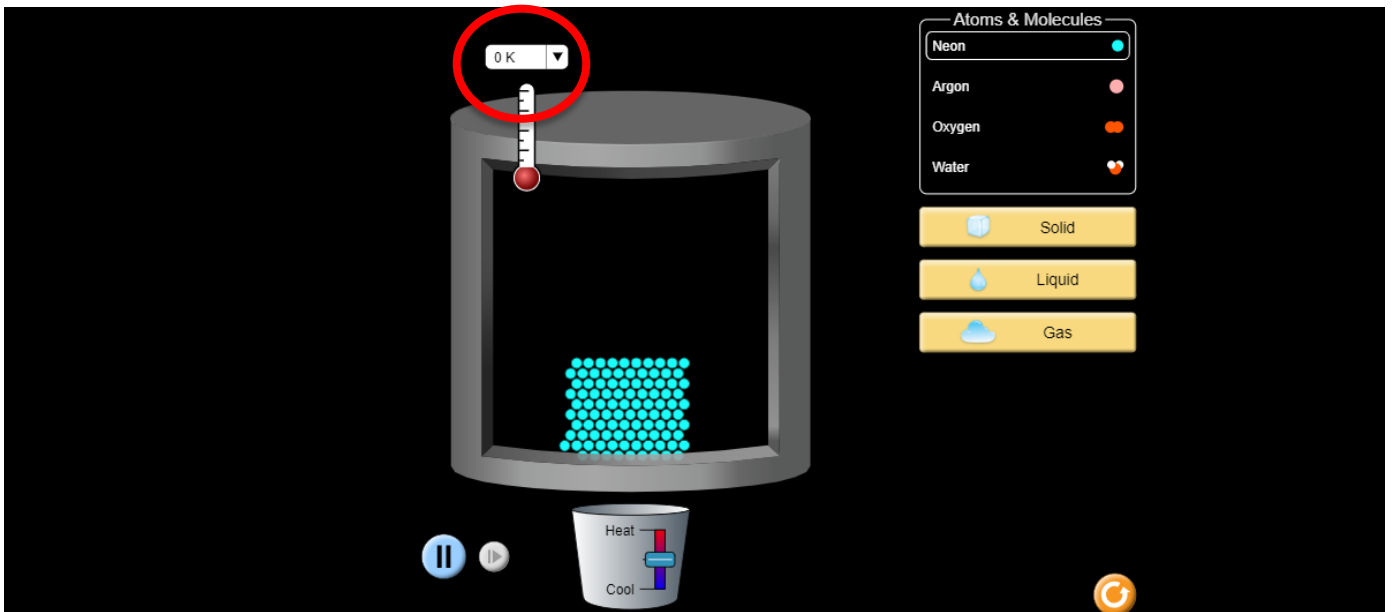 0 K
Atoms & Molecules
Neon
Argon
Oxygen
Water
Solid
Liquid
Gas
Heat
Cool